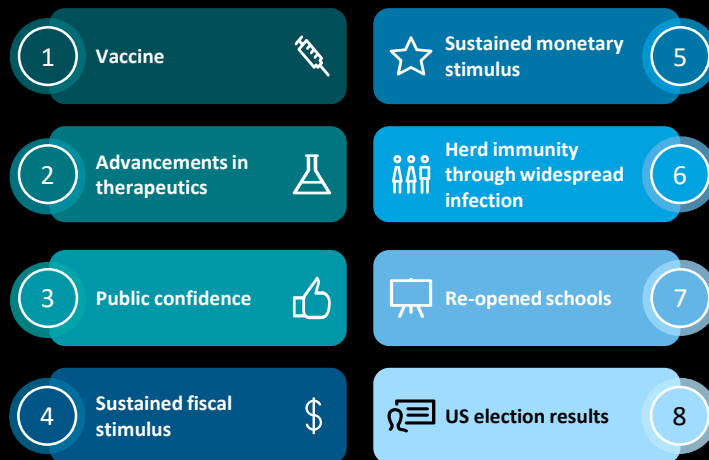 1
Vaccine
2
Advancements in
therapeutics
3
Public confidence
4
Sustained fiscal
stimulus
$
Sustained monetary
stimulus
5
Herd immunity
through widespread
infection
6
Re-opened schools
7
US election results
8